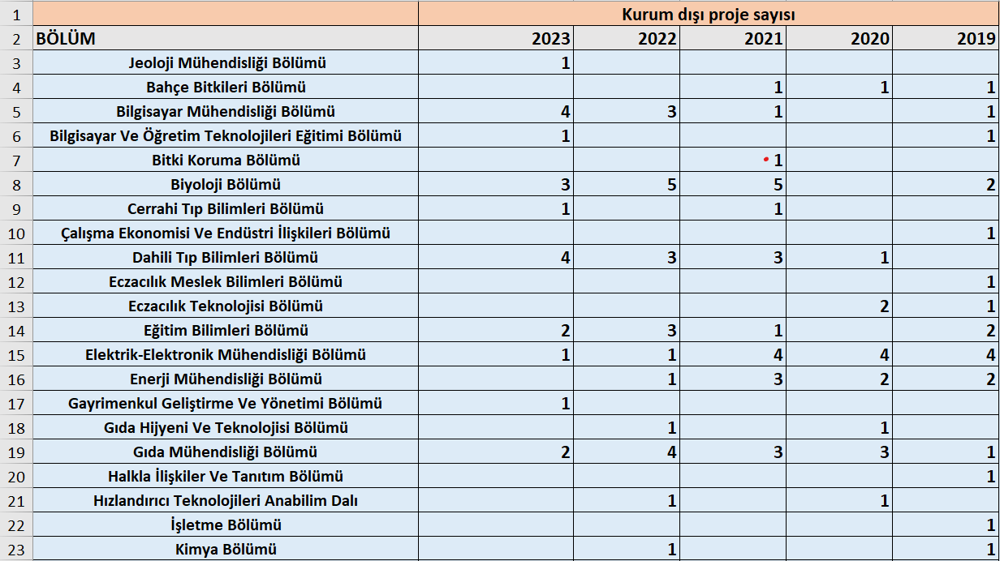 1 Kurum dışı proje sayısı
2 BÖLÜM 2023 2022 2021 2020 2019
3 Jeoloji Mühendisliği Bölümü 1
4 Bahçe Bitkileri Bölümü 1 1 1
5 Bilgisayar Mühendisliği Bölümü 4 3 1 1
6 Bilgisayar Ve Öğretim Teknolojileri Eğitimi Bölümü 1 1
7 Bitki Koruma Bölümü 1
8 Biyoloji Bölümü 3 5 5 2
9 Cerrahi Tıp Bilimleri Bölümü 1 1
10 Çalışma Ekonomisi Ve Endüstri İlişkileri Bölümü 1
11 Dahili Tıp Bilimleri Bölümü 4 3 3 1
12 Eczacılık Meslek Bilimleri Bölümü 1
13 Eczacılık Teknolojisi Bölümü 2 1
14 Eğitim Bilimleri Bölümü 2 3 1 2
15 Elektrik-Elektronik Mühendisliği Bölümü 1 1 4 4 4
16 Enerji Mühendisliği Bölümü 1 3 2 2
17 Gayrimenkul Geliştirme Ve Yönetimi Bölümü 1
18 Gıda Hijyeni Ve Teknolojisi Bölümü 1 1
19 Gıda Mühendisliği Bölümü 2 4 3 3 1
20 Halkla İlişkiler Ve Tanıtım Bölümü 1
21 Hızlandırıcı Teknolojileri Anabilim Dalı 1 1
22 İşletme Bölümü 1
23 Kimya Bölümü 1 1